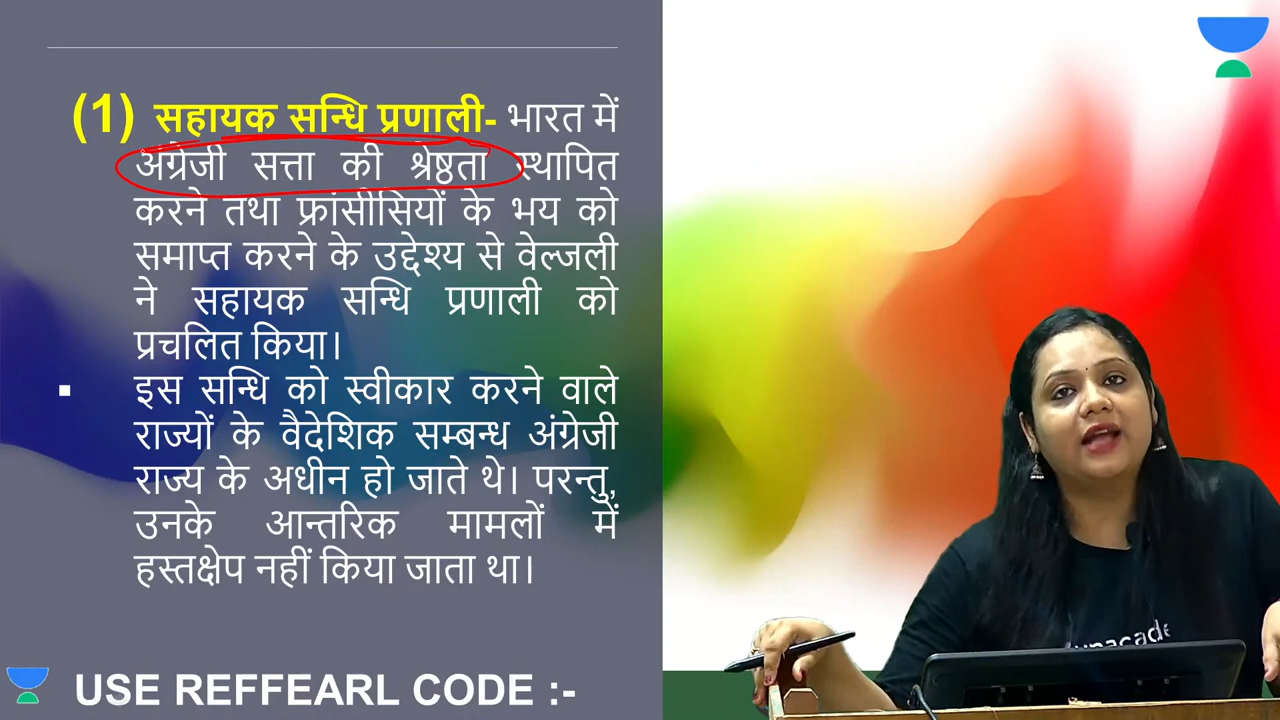 (1) सहायक सन्धि प्रणाली- भारत में
अंग्रेजी सत्ता की श्रेष्ठता स्थापित
करने तथा फ्रांसीसियों के भय को
समाप्त करने के उद्देश्य से वेल्जली
ने सहायक सन्धि प्रणाली को
प्रचलित किया।
▪ इस सन्धि को स्वीकार करने वाले
राज्यों के वैदेशिक सम्बन्ध अंग्रेजी
राज्य के अधीन हो जाते थे। परन्तु,
उनके आन्तरिक मामलों में
हस्तक्षेप नहीं किया जाता था।
USE REFFEARL CODE :-